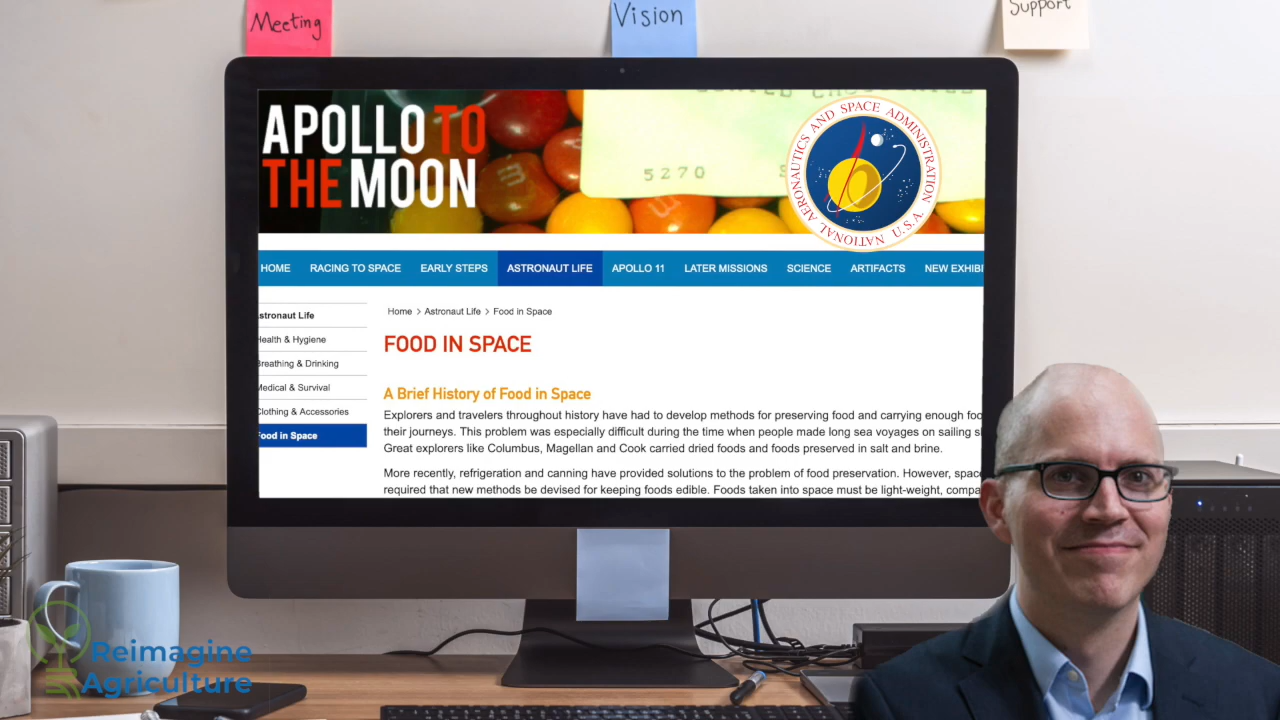 Meeting
Vision
Support
APOLLO TO
THE MOON
5270
NATIONAL AERONAUTICS AND SPACE ADMINISTRATION U.S.A.
HOME RACING TO SPACE EARLY STEPS ASTRONAUT LIFE APOLLO 11 LATER MISSIONS SCIENCE ARTIFACTS NEW EXHIBI
stronaut Life
Health & Hygiene
Breathing & Drinking
Medical & Survival
Clothing & Accessories
Food in Space
Home > Astronaut Life > Food in Space
FOOD IN SPACE
A Brief History of Food in Space
Explorers and travelers throughout history have had to develop methods for preserving food and carrying enough foo
their journeys. This problem was especially difficult during the time when people made long sea voyages on sailing s
Great explorers like Columbus, Magellan and Cook carried dried foods and foods preserved in salt and brine.
More recently, refrigeration and canning have provided solutions to the problem of food preservation. However, space
required that new methods be devised for keeping foods edible. Foods taken into space must be light-weight, compa
Reimagine
Agriculture